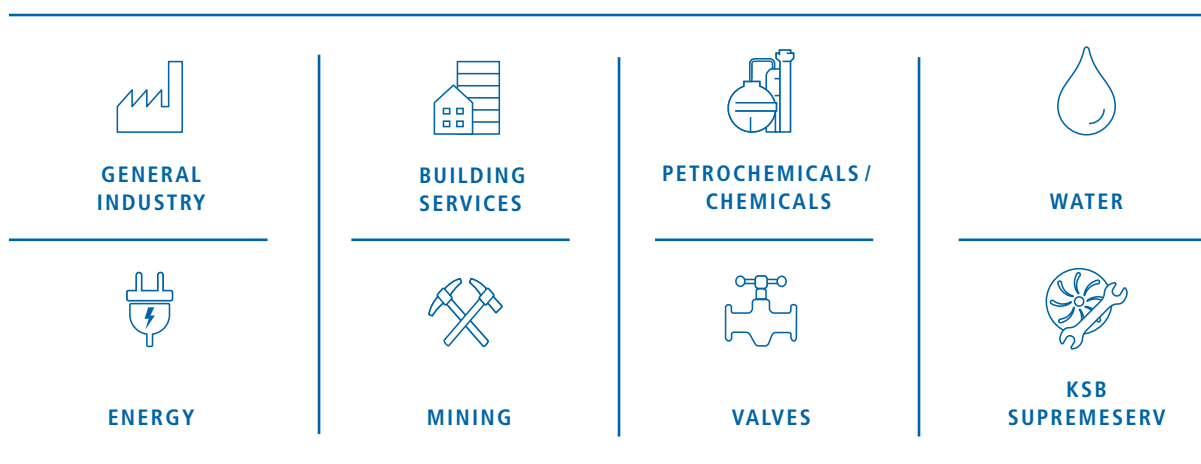 GENERAL
INDUSTRY
BUILDING
SERVICES
PETROCHEMICALS /
CHEMICALS
WATER
ENERGY
MINING
VALVES
KSB
SUPREMESERV